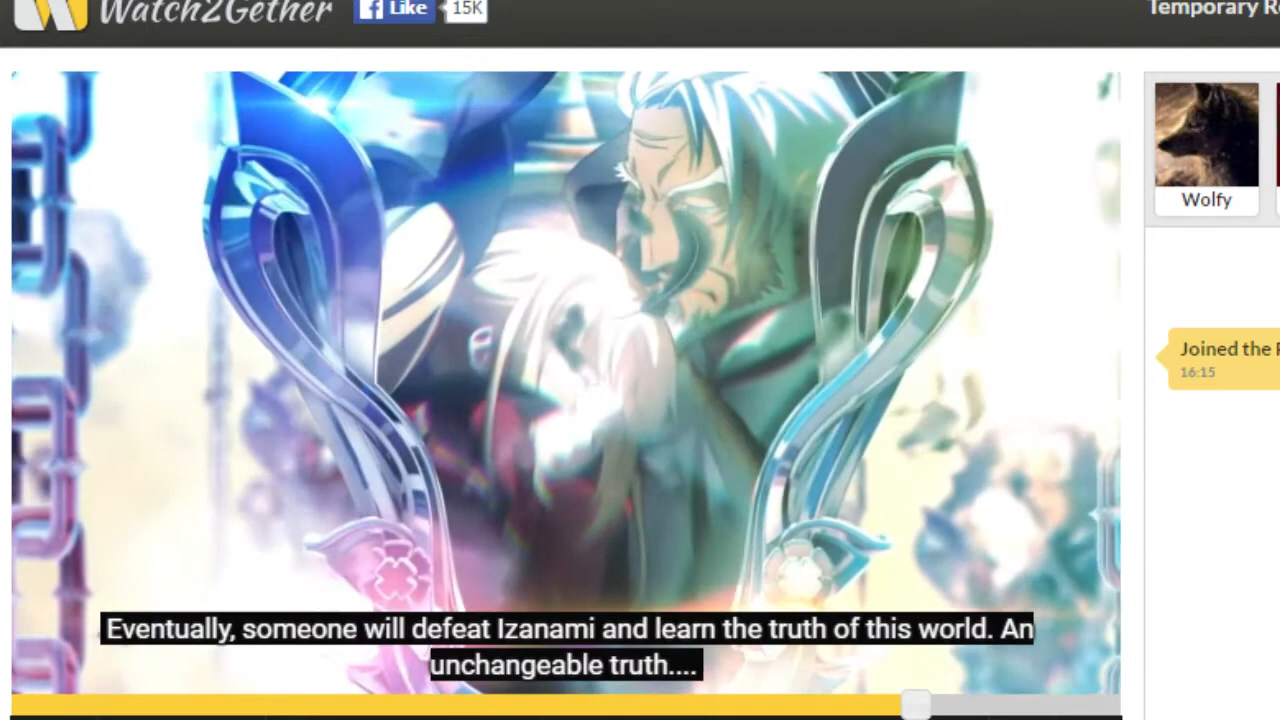 Watch2Gether
Like
15K
Temporary R
Wolfy
Joined the
16:15
Eventually, someone will defeat Izanami and learn the truth of this world. An
unchangeable truth....